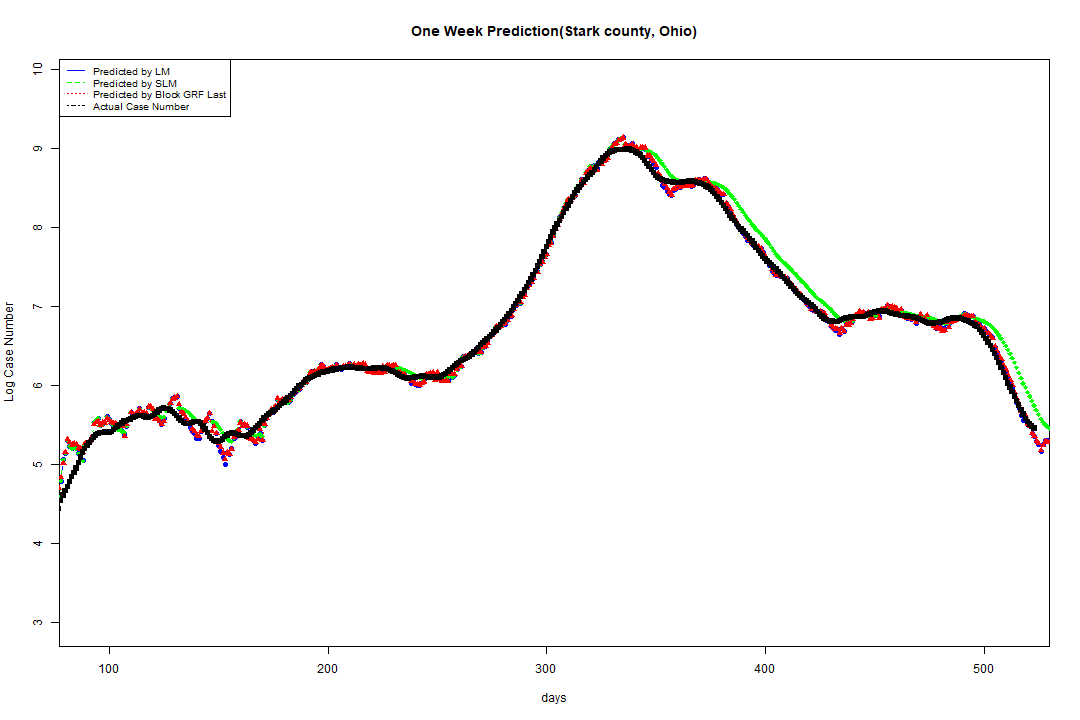 One Week Prediction(Stark county, Ohio)
Predicted by LM
Predicted by SLM
Predicted by Block GRF Last
Actual Case Number
10
9
8
7
6
5
4
3
Log Case Number
100 200 300 400 500
days